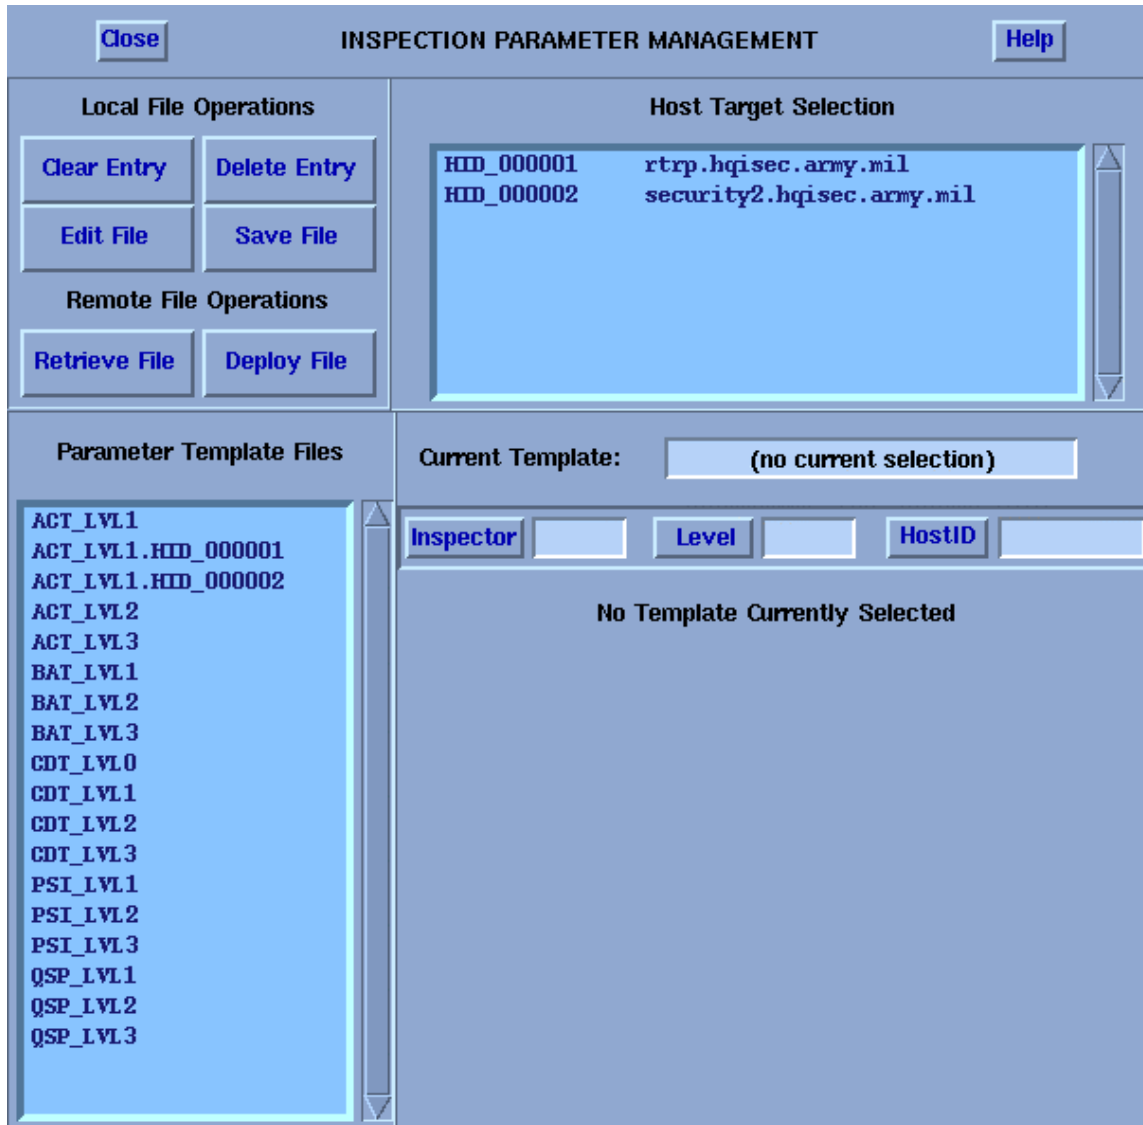 Close INSPECTION PARAMETER MANAGEMENT Help
Local File Operations
Clear Entry Delete Entry
Edit File Save File
Remote File Operations
Retrieve File Deploy File
Host Target Selection
HID_000001 rtrp.hqisec.army.mil
HID_000002 security2.hqisec.army.mil
Parameter Template Files
ACT_LVL1
ACT_LVL1.HID_000001
ACT_LVL1.HID_000002
ACT_LVL2
ACT_LVL3
BAT_LVL1
BAT_LVL2
BAT_LVL3
CDT_LVL0
CDT_LVL1
CDT_LVL2
CDT_LVL3
PSI_LVL1
PSI_LVL2
PSI_LVL3
QSP_LVL1
QSP_LVL2
QSP_LVL3
Current Template: (no current selection)
Inspector Level HostID
No Template Currently Selected